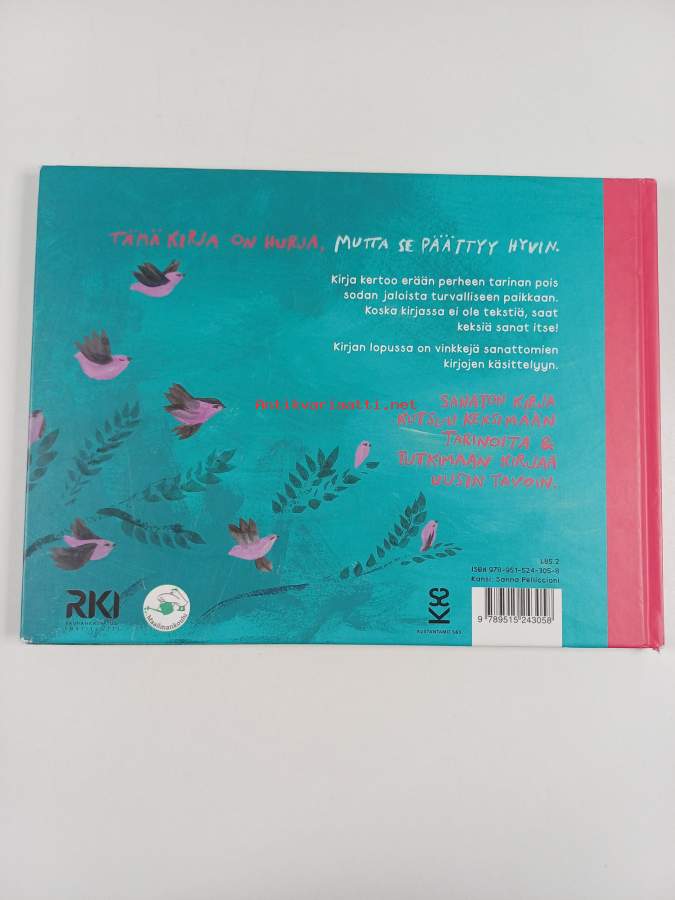 TÄMÄ KIRJA ON HURJA, MUTTA SE PÄÄTTYY HYVIN.
Kirja kertoo erään perheen tarinan pois
sodan jaloista turvalliseen paikkaan.
Koska kirjassa ei ole tekstiä, saat
keksiä sanat itse!
Kirjan lopussa on vinkkejä sanattomien
kirjojen käsittelyyn.
Antikvariaatti.net
SANATON KIRJA
KUTSUU KEKSIMÄÄN
TARINOITA &
TUTKIMAAN KIRJAA
UUSIN TAVOIN.
L85.2
ISBN 978-951-524-305-8
Kansi: Sanna Pelliccioni
9 789515 243058
RKI
RAUHANKASVATUS
INSTITUUTTI
Maailmankoulu
K&S
KUSTANTAMO S&S